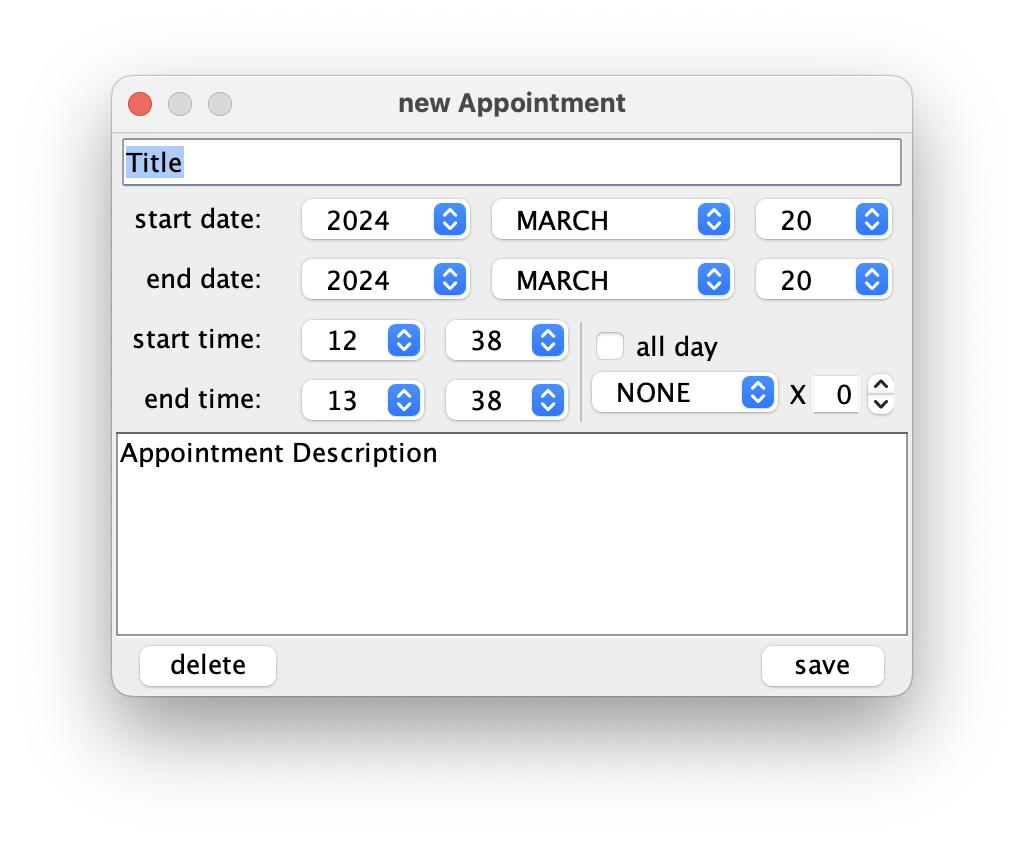 new Appointment
Title
start date: 2024 MARCH 20
end date: 2024 MARCH 20
start time: 12 38
all day
end time: 13 38
NONE X 0
Appointment Description
delete save